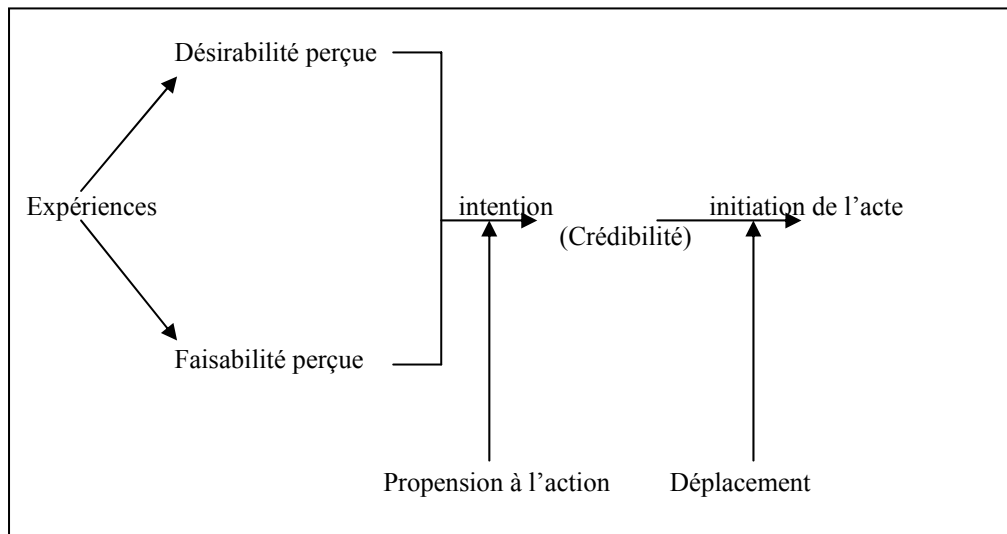 Désirabilité perçue
Expériences
intention
initiation de l’acte
(Crédibilité)
Faisabilité perçue
Propension à l’action
Déplacement